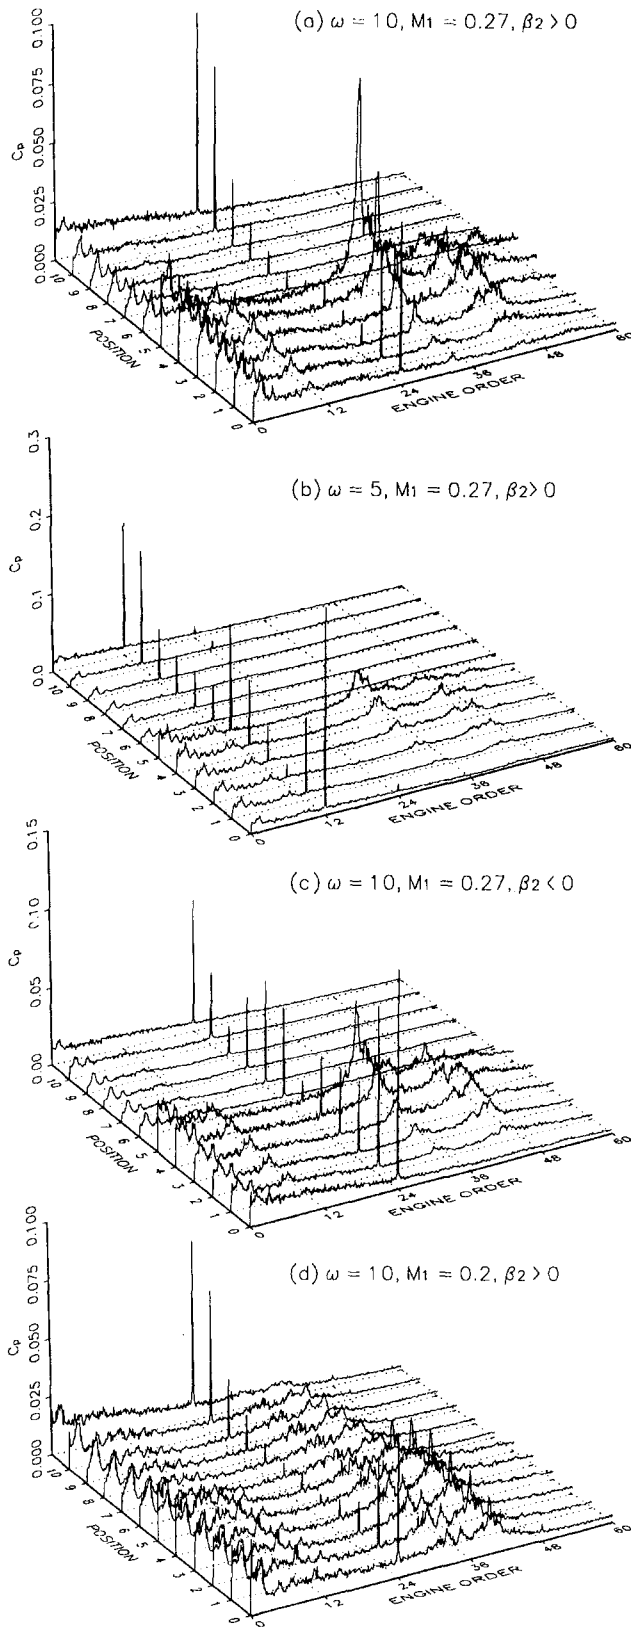 (a) ω = 10, M₁ = 0.27, β₂ > 0
0.100
0.075
0.050
0.025
0.000
Cₚ
10 9 8 7 6 5 4 3 2 1 0
POSITION
0 12 24 36 48 60
ENGINE ORDER
(b) ω = 5, M₁ = 0.27, β₂ > 0
0.3
0.2
0.1
0.0
Cₚ
10 9 8 7 6 5 4 3 2 1 0
POSITION
0 12 24 36 48 60
ENGINE ORDER
(c) ω = 10, M₁ = 0.27, β₂ < 0
0.15
0.10
0.05
0.00
Cₚ
10 9 8 7 6 5 4 3 2 1 0
POSITION
0 12 24 36 48 60
ENGINE ORDER
(d) ω = 10, M₁ = 0.2, β₂ > 0
0.100
0.075
0.050
0.025
0.000
Cₚ
10 9 8 7 6 5 4 3 2 1 0
POSITION
0 12 24 36 48 60
ENGINE ORDER